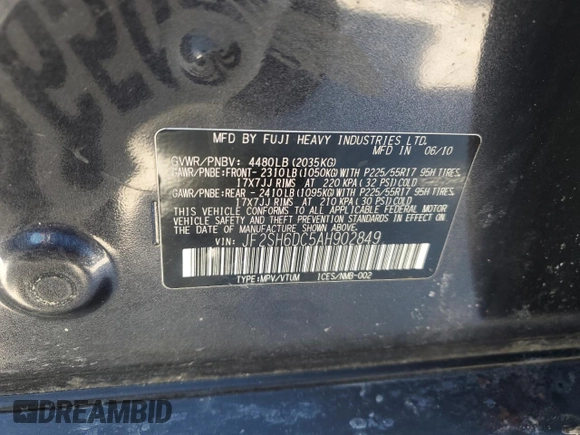 MFD BY FUJI HEAVY INDUSTRIES LTD.
MFD IN 06/10
GVWR/PNBV: 4480LB(2035KG)
GAWR/PNBE:FRONT-2310LB(1050KG)WITH P225/55R17 95H TIRES,
17X7JJ RIMS AT 220 KPA(32 PSI)COLD
GAWR/PNBE:REAR -2410LB(1095KG)WITH P225/55R17 95H TIRES,
17X7JJ RIMS AT 210 KPA(30 PSI)COLD
THIS VEHICLE CONFORMS TO ALL APPLICABLE FEDERAL MOTOR
VEHICLE SAFETY AND THEFT PREVENTION STANDARDS IN EFFECT
ON THE DATE OF MANUFACTURE SHOWN ABOVE.
VIN: JF2SH6DC5AH902849
TYPE:MPV/VTUM ICES/NMB-002
DREAMBID